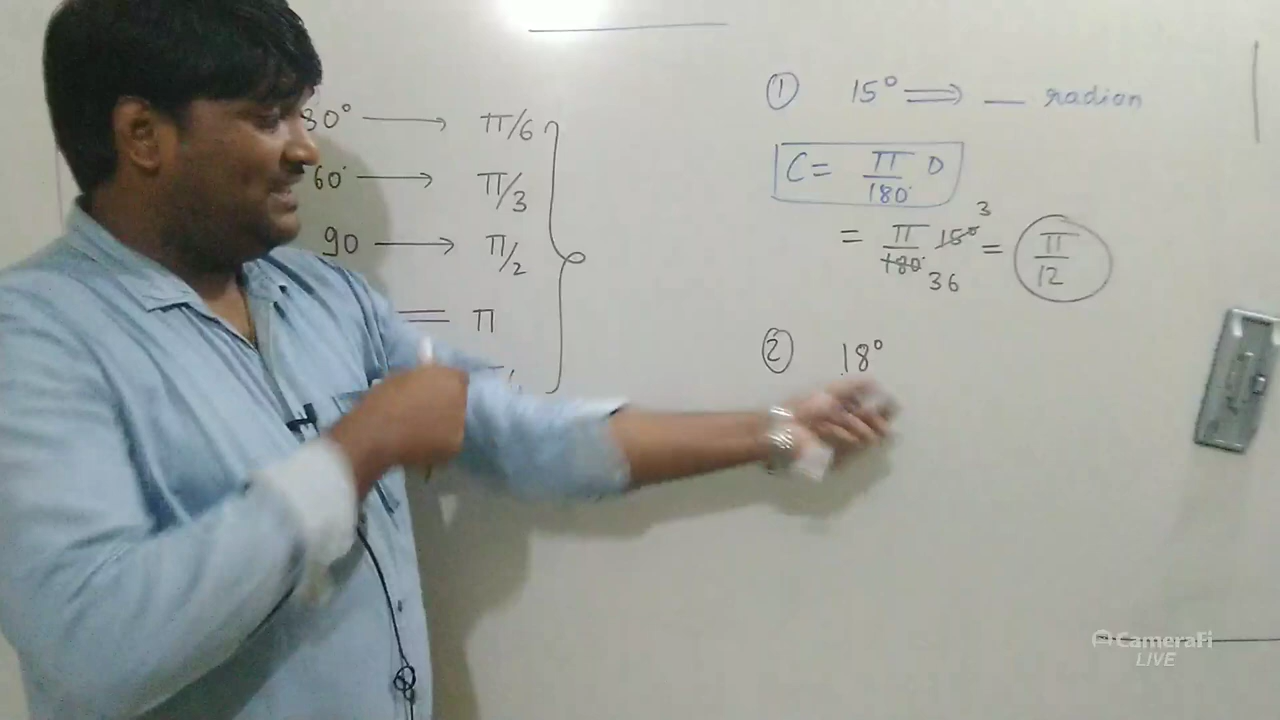 30° → π/6
60° → π/3
90 → π/2
= π
① 15° ⇒ __ radian
C = π/180 D
= π/180 15° = π/12
3
36
② 18°
CameraFi
LIVE